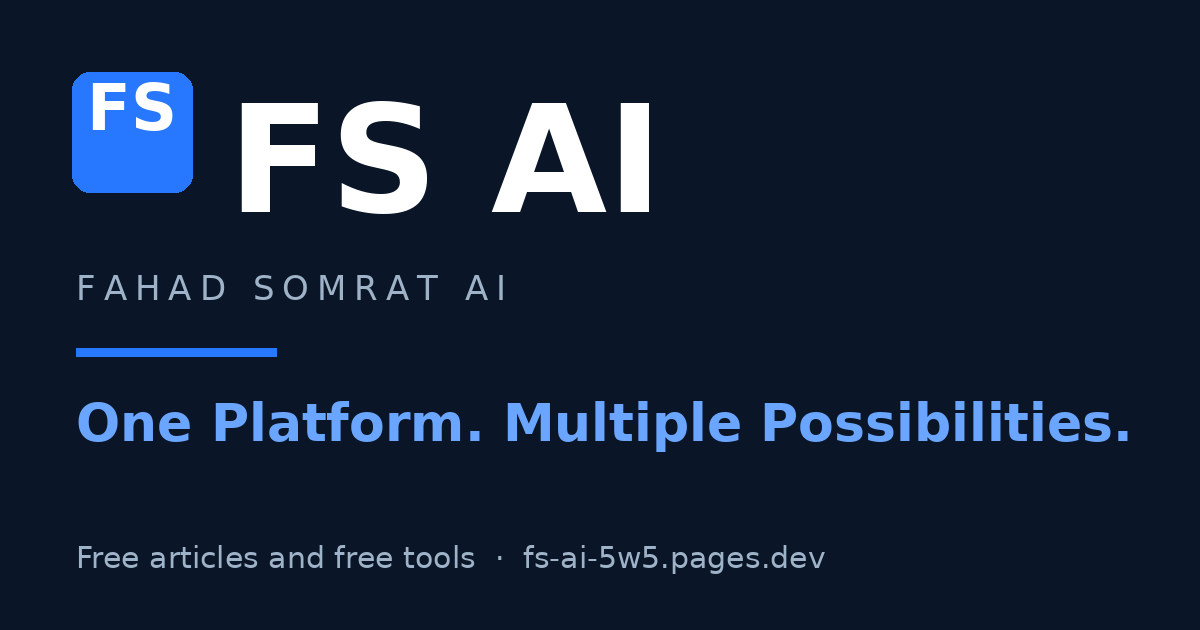 FS
FS AI
FAHAD SOMRAT AI
One Platform. Multiple Possibilities.
Free articles and free tools · fs-ai-5w5.pages.dev